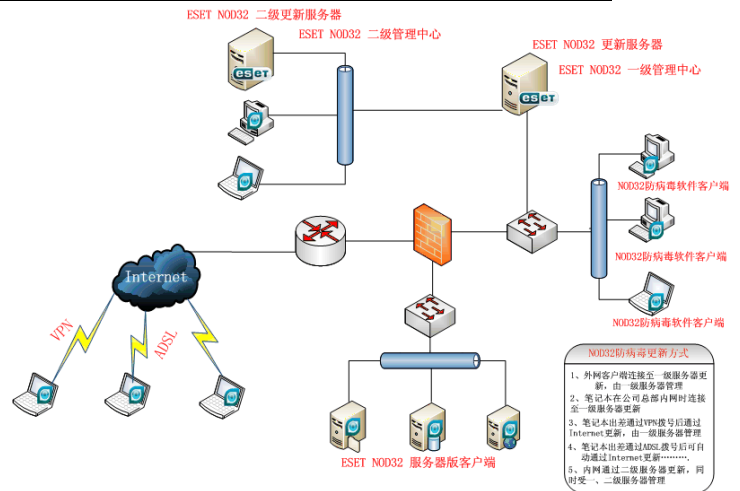 ESET NOD32 二级更新服务器
ESET NOD32 二级管理中心
ESET NOD32 更新服务器
ESET NOD32 一级管理中心
eseT
eseT
NOD32防病毒软件客户端
NOD32防病毒软件客户端
NOD32防病毒软件客户端
Internet
VPN
ADSL
ESET NOD32 服务器版客户端
NOD32防病毒更新方式
1、外网客户端连接至一级服务器更
新，由一级服务器管理
2、笔记本在公司总部内网时连接
至一级服务器更新
3、笔记本出差通过VPN拨号后通过
Internet更新，由一级服务器管理
4、笔记本出差通过ADSL拨号后可自
动通过Internet更新………
5、内网通过二级服务器更新，同
时受一、二级服务器管理